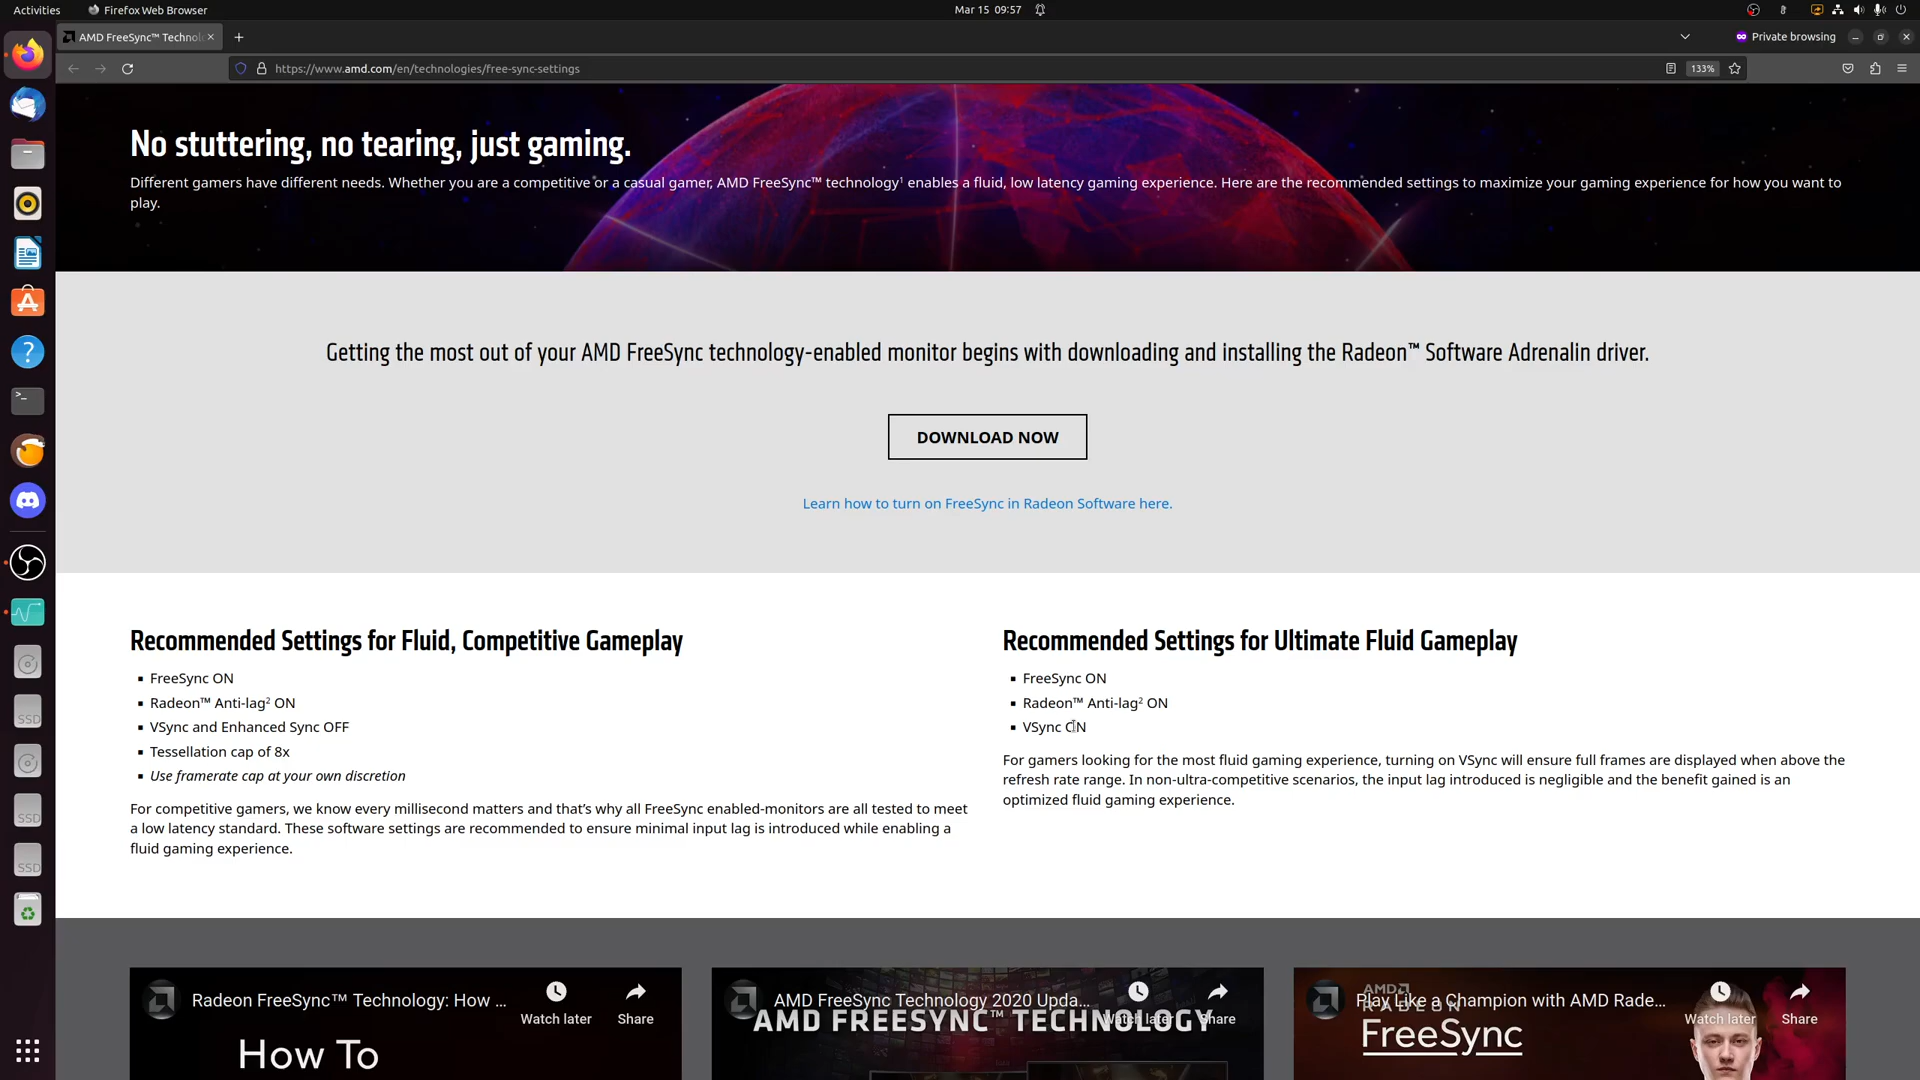 Activities
Firefox Web Browser
Mar 15 09:57
AMD FreeSync™ Technol
Private browsing
https://www.amd.com/en/technologies/free-sync-settings
133%
No stuttering, no tearing, just gaming.
Different gamers have different needs. Whether you are a competitive or a casual gamer, AMD FreeSync™ technology¹ enables a fluid, low latency gaming experience. Here are the recommended settings to maximize your gaming experience for how you want to
play.
Getting the most out of your AMD FreeSync technology-enabled monitor begins with downloading and installing the Radeon™ Software Adrenalin driver.
DOWNLOAD NOW
Learn how to turn on FreeSync in Radeon Software here.
Recommended Settings for Fluid, Competitive Gameplay
▪ FreeSync ON
▪ Radeon™ Anti-lag² ON
▪ VSync and Enhanced Sync OFF
▪ Tessellation cap of 8x
▪ Use framerate cap at your own discretion
For competitive gamers, we know every millisecond matters and that’s why all FreeSync enabled-monitors are all tested to meet
a low latency standard. These software settings are recommended to ensure minimal input lag is introduced while enabling a
fluid gaming experience.
Recommended Settings for Ultimate Fluid Gameplay
▪ FreeSync ON
▪ Radeon™ Anti-lag² ON
▪ VSync ON
For gamers looking for the most fluid gaming experience, turning on VSync will ensure full frames are displayed when above the
refresh rate range. In non-ultra-competitive scenarios, the input lag introduced is negligible and the benefit gained is an
optimized fluid gaming experience.
Radeon FreeSync™ Technology: How ...
Watch later
Share
How To
AMD FreeSync Technology 2020 Upda...
Watch later
Share
AMD FREESYNC™ TECHNOLOGY
Play Like a Champion with AMD Rade...
Watch later
Share
AMD
RADEON
FreeSync
SSD
SSD
SSD